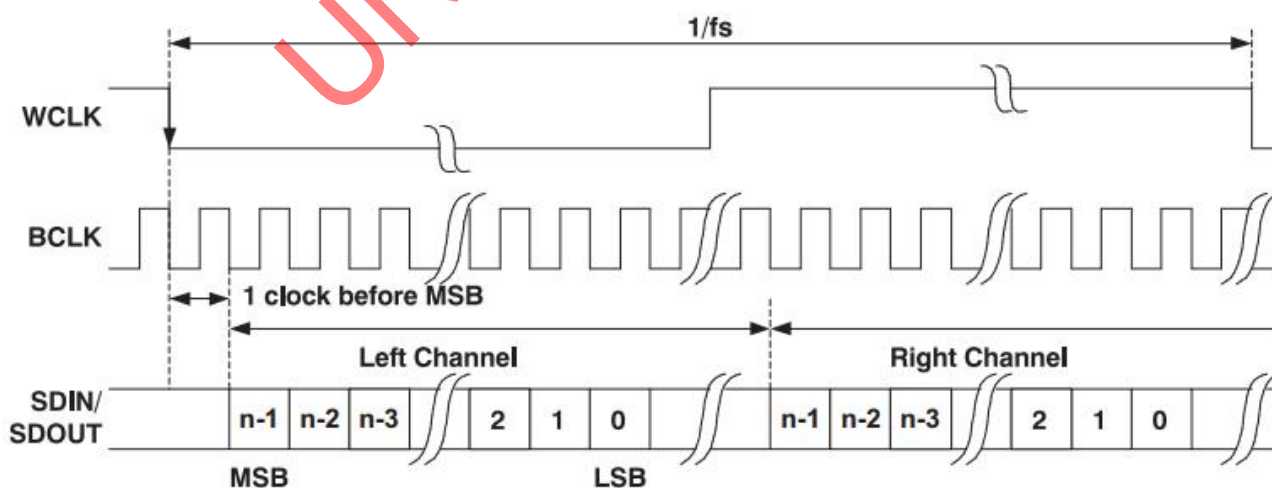 1/fs
WCLK
BCLK
1 clock before MSB
Left Channel
Right Channel
SDIN/
SDOUT
n-1 n-2 n-3 2 1 0 n-1 n-2 n-3 2 1 0
MSB LSB